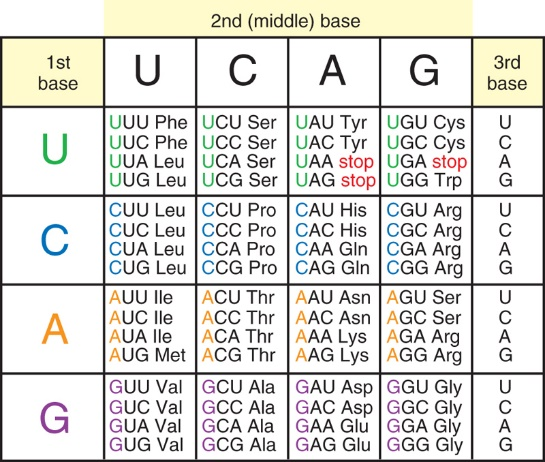 2nd (middle) base
1st base U C A G 3rd base
U
UUU Phe UCU Ser UAU Tyr UGU Cys U
UUC Phe UCC Ser UAC Tyr UGC Cys C
UUA Leu UCA Ser UAA stop UGA stop A
UUG Leu UCG Ser UAG stop UGG Trp G
C
CUU Leu CCU Pro CAU His CGU Arg U
CUC Leu CCC Pro CAC His CGC Arg C
CUA Leu CCA Pro CAA Gln CGA Arg A
CUG Leu CCG Pro CAG Gln CGG Arg G
A
AUU Ile ACU Thr AAU Asn AGU Ser U
AUC Ile ACC Thr AAC Asn AGC Ser C
AUA Ile ACA Thr AAA Lys AGA Arg A
AUG Met ACG Thr AAG Lys AGG Arg G
G
GUU Val GCU Ala GAU Asp GGU Gly U
GUC Val GCC Ala GAC Asp GGC Gly C
GUA Val GCA Ala GAA Glu GGA Gly A
GUG Val GCG Ala GAG Glu GGG Gly G